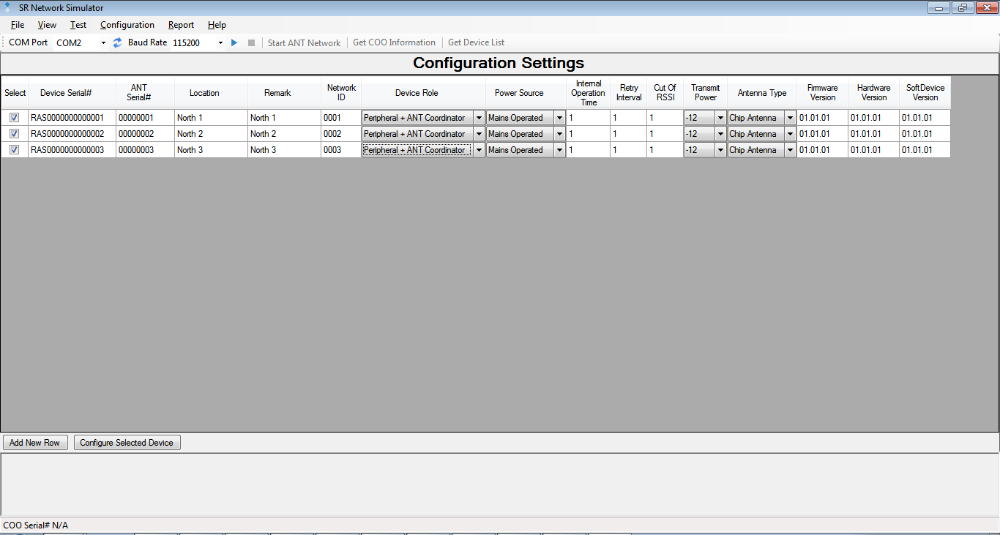 SR Network Simulator
File View Test Configuration Report Help
COM Port COM2 Baud Rate 115200 Start ANT Network Get COO Information Get Device List
Configuration Settings
Select Device Serial# ANT Serial# Location Remark Network ID Device Role Power Source Internal Operation Time Retry Interval Cut Of RSSI Transmit Power Antenna Type Firmware Version Hardware Version SoftDevice Version
RAS0000000000001 00000001 North 1 North 1 0001 Peripheral + ANT Coordinator Mains Operated 1 1 1 -12 Chip Antenna 01.01.01 01.01.01 01.01.01
RAS0000000000002 00000002 North 2 North 2 0002 Peripheral + ANT Coordinator Mains Operated 1 1 1 -12 Chip Antenna 01.01.01 01.01.01 01.01.01
RAS0000000000003 00000003 North 3 North 3 0003 Peripheral + ANT Coordinator Mains Operated 1 1 1 -12 Chip Antenna 01.01.01 01.01.01 01.01.01
Add New Row Configure Selected Device
COO Serial# N/A